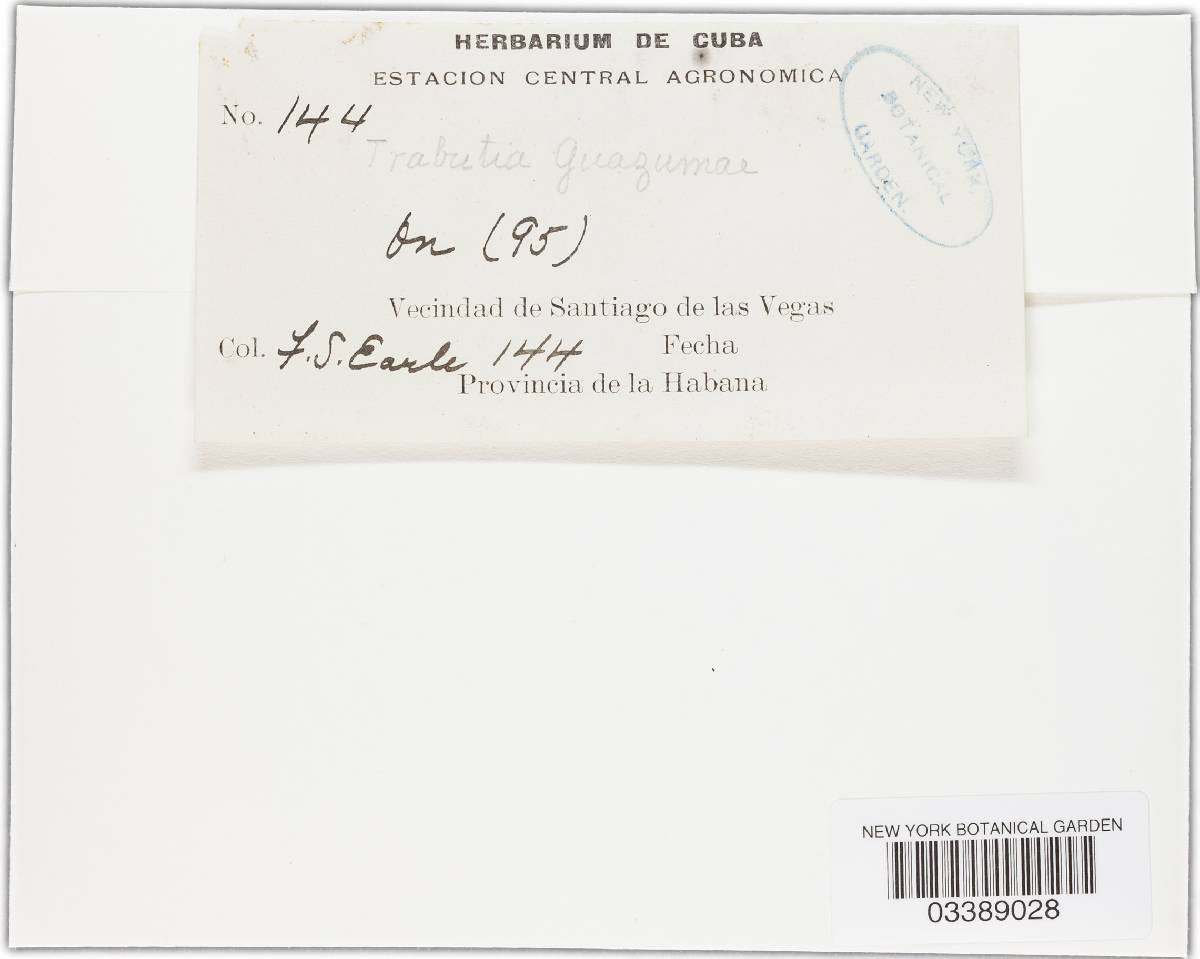 HERBARIUM DE CUBA
ESTACION CENTRAL AGRONOMICA
No. 144
Trabutia Guazumae
On (95)
Vecindad de Santiago de las Vegas
Col. F. S. Earle 144 Fecha
Provincia de la Habana
NEW YORK
BOTANICAL
GARDEN.
NEW YORK BOTANICAL GARDEN
03389028